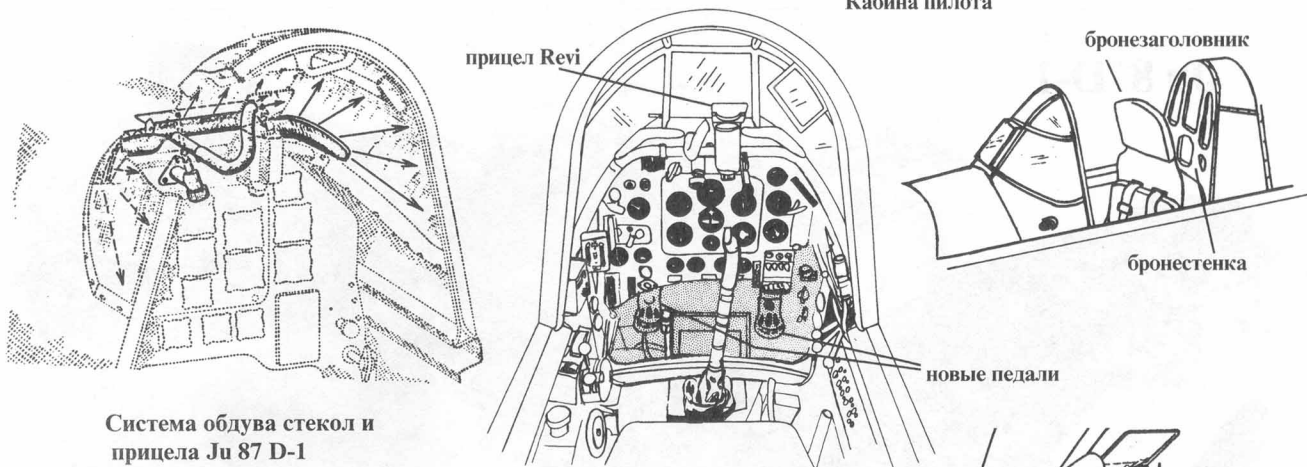 Кабина пилота
прицел Revi
бронезаголовник
бронестенка
новые педали
Система обдува стекол и
прицела Ju 87 D-1